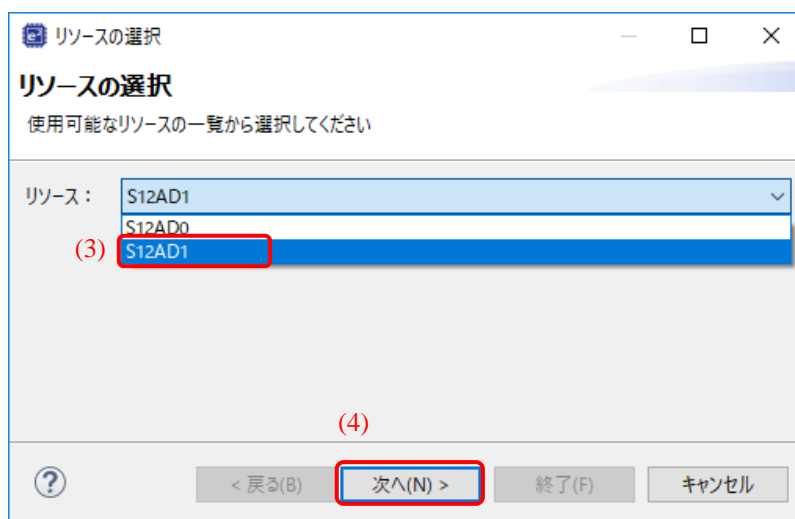 リソースの選択
リソースの選択
使用可能なリソースの一覧から選択してください
リソース： S12AD1
S12AD0
(3) S12AD1
(4)
< 戻る(B) 次へ(N) > 終了(F) キャンセル